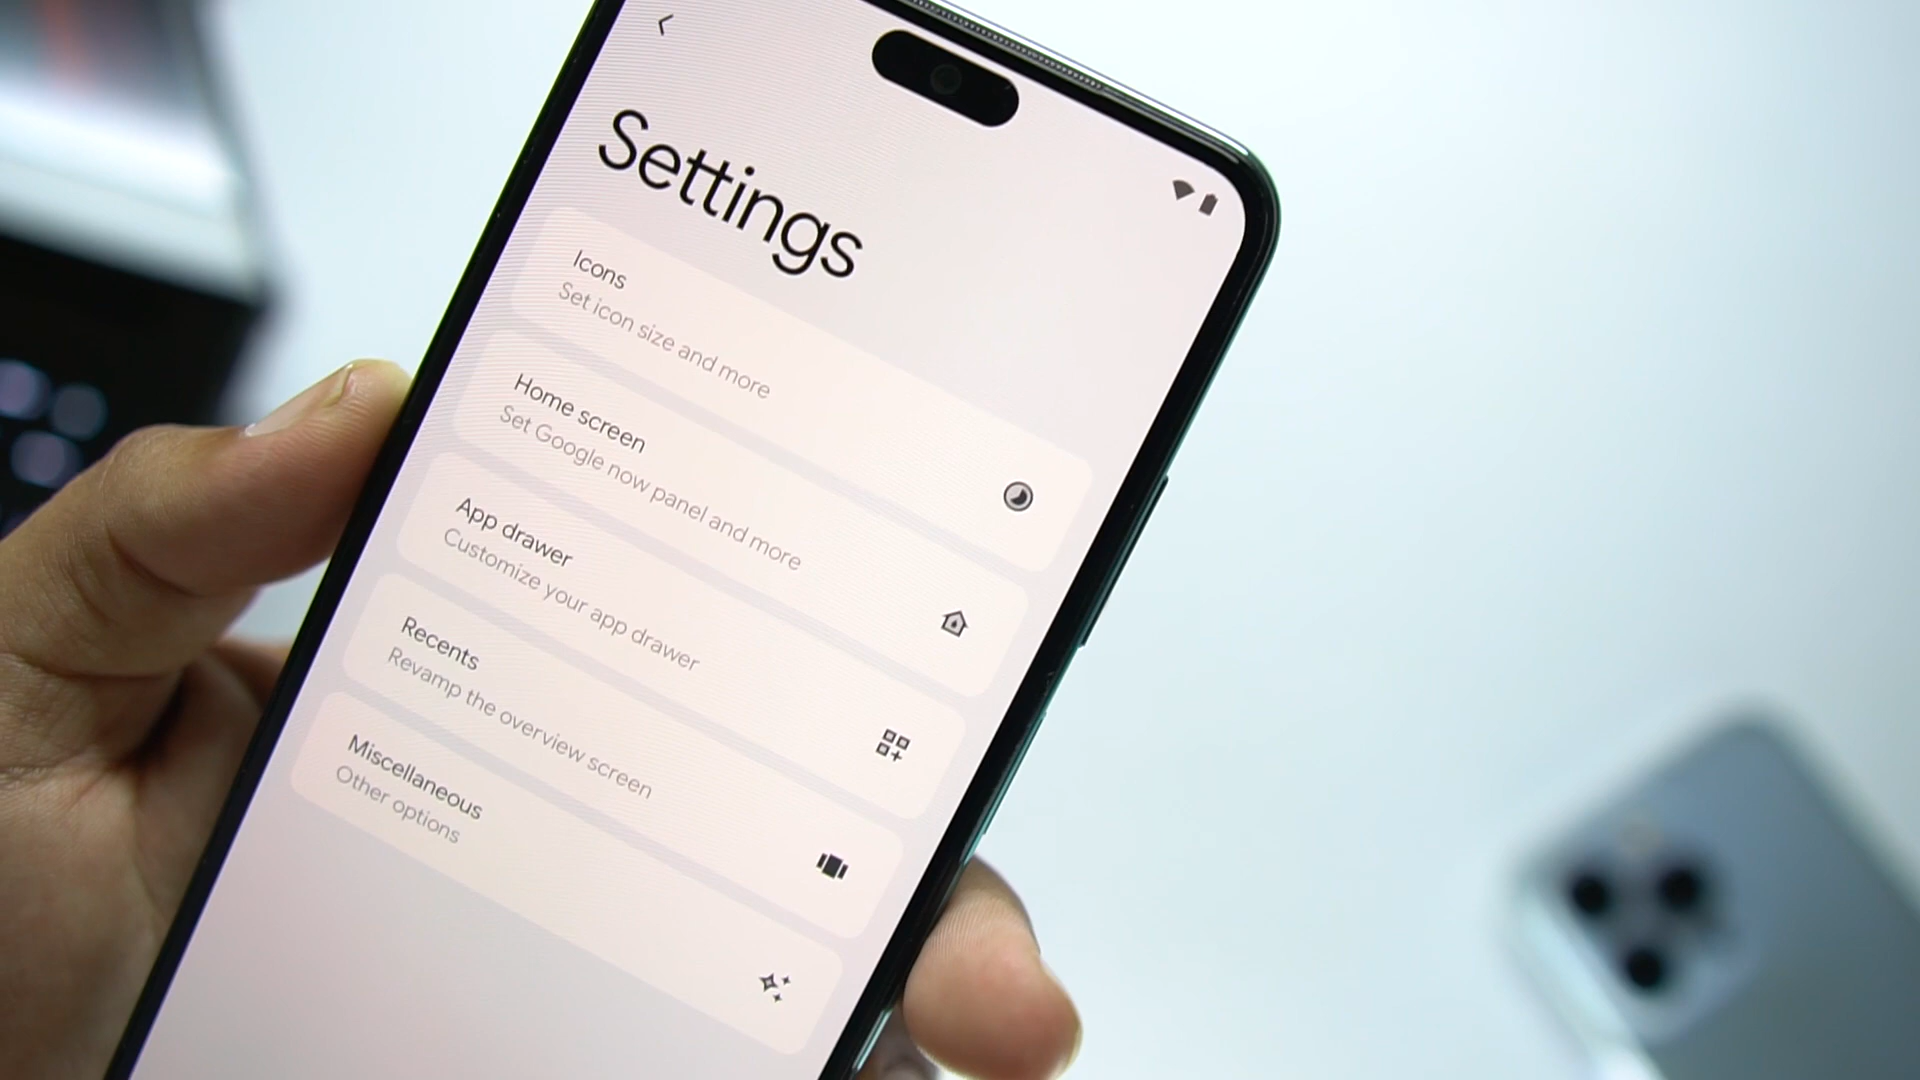 Settings
Icons
Set icon size and more
Home screen
Set Google now panel and more
App drawer
Customize your app drawer
Recents
Revamp the overview screen
Miscellaneous
Other options